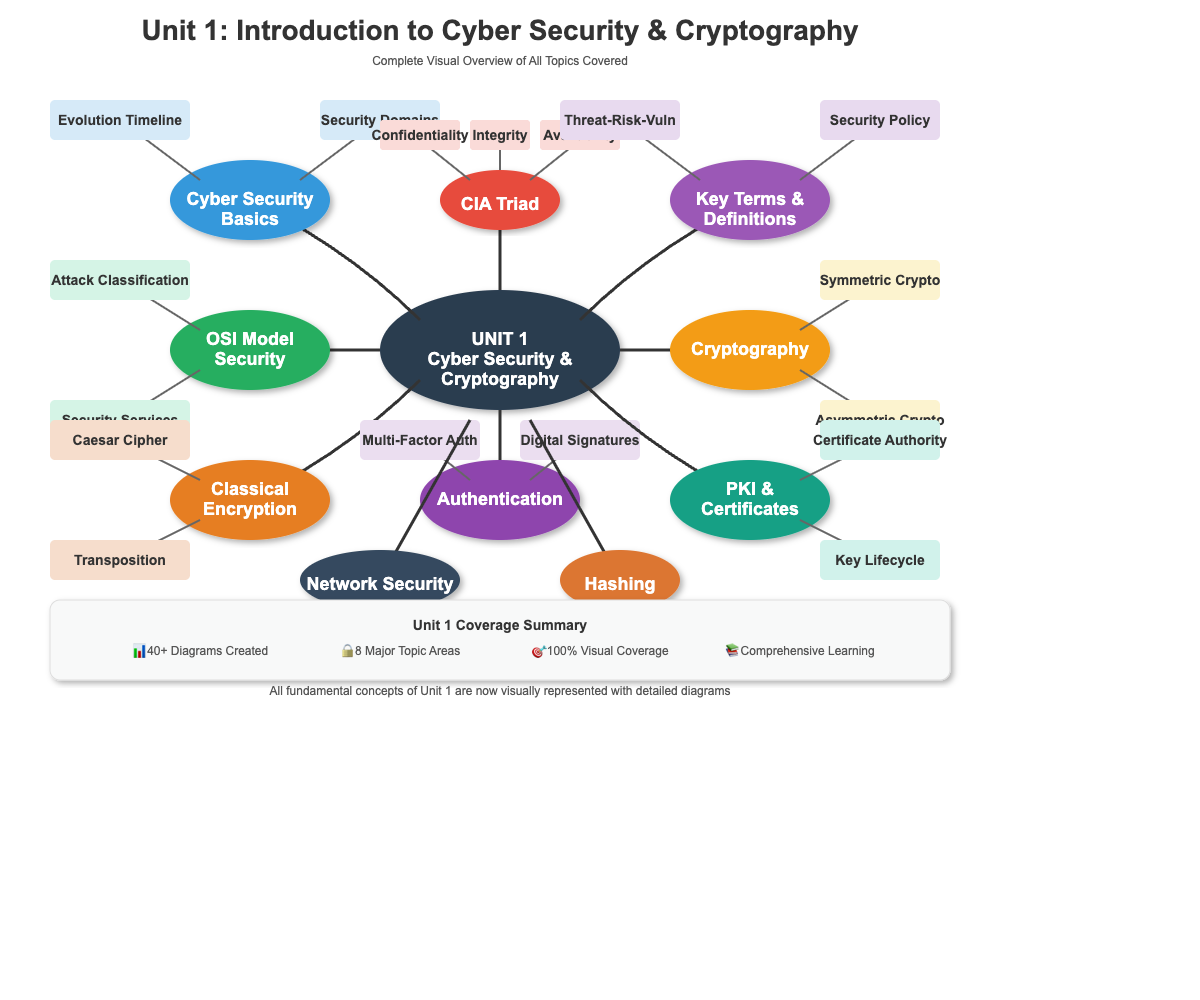 Unit 1: Introduction to Cyber Security & Cryptography
Complete Visual Overview of All Topics Covered
Evolution Timeline
Security Domains
Confidentiality
Integrity
Threat-Risk-Vuln
Security Policy
Cyber Security
Basics
CIA Triad
Key Terms &
Definitions
Attack Classification
Symmetric Crypto
OSI Model
Security
UNIT 1
Cyber Security &
Cryptography
Cryptography
Security Services
Asymmetric Crypto
Caesar Cipher
Multi-Factor Auth
Digital Signatures
Certificate Authority
Classical
Encryption
Authentication
PKI &
Certificates
Transposition
Key Lifecycle
Network Security
Hashing
Unit 1 Coverage Summary
📊40+ Diagrams Created
🔒8 Major Topic Areas
🎯100% Visual Coverage
📚Comprehensive Learning
All fundamental concepts of Unit 1 are now visually represented with detailed diagrams